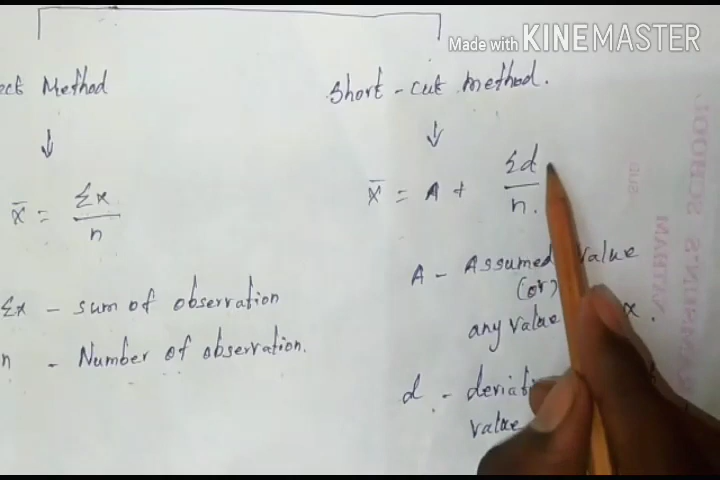 Made with KINEMASTER
ect Method
Short-cut method.
x̄ = Σx/n
x̄ = A + Σd/n.
Σx - sum of observation
n - Number of observation.
A - Assumed value
(or)
any value x.
d - deviati
value